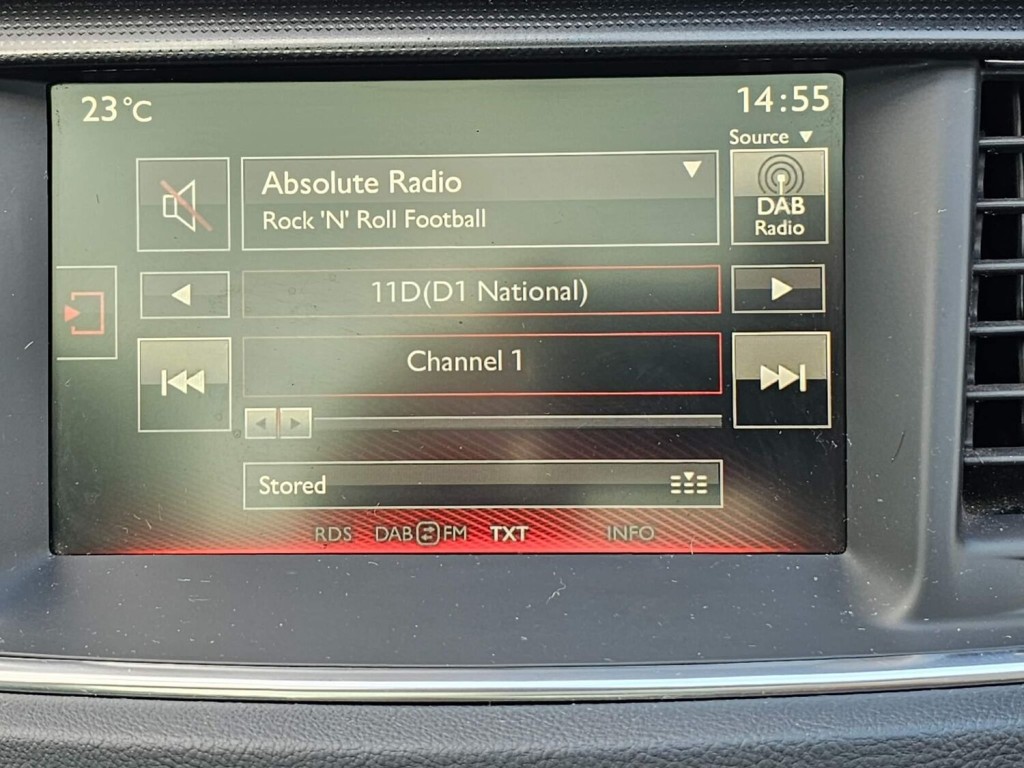 23°C
14:55
Source
Absolute Radio
Rock 'N' Roll Football
DAB
Radio
11D(D1 National)
Channel 1
Stored
RDS DAB FM TXT INFO